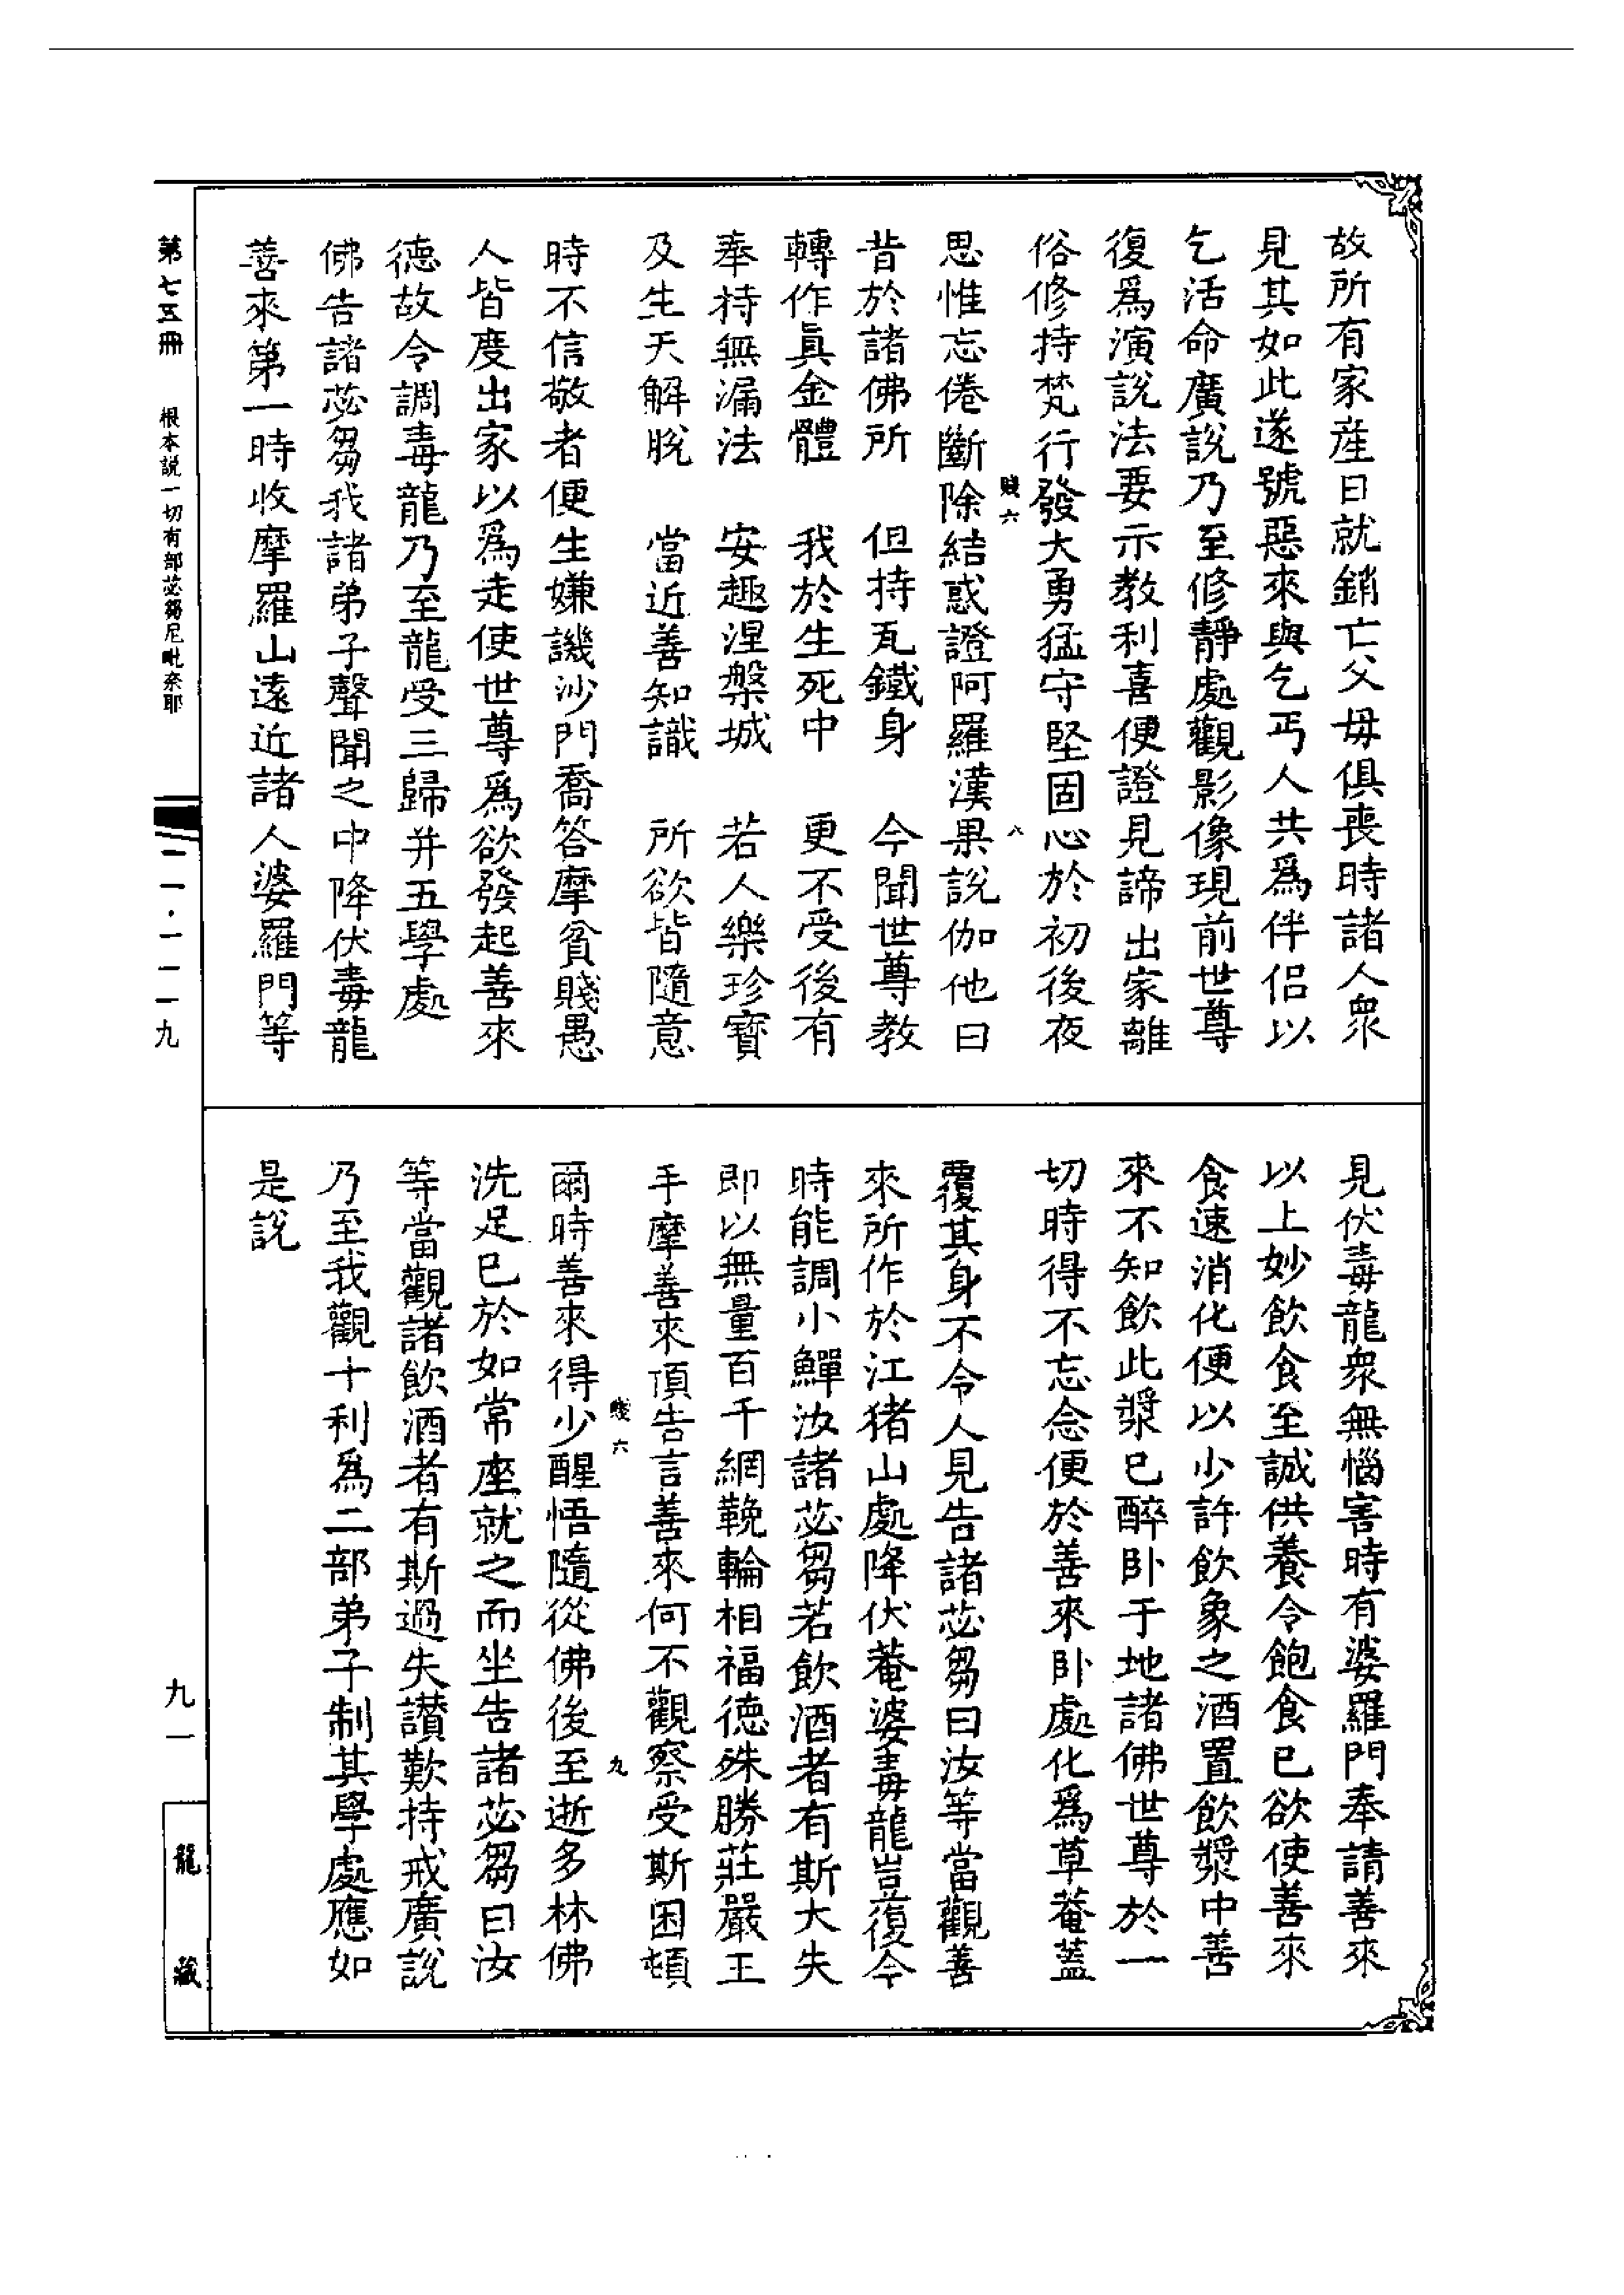 故所有家産日就銷亡父毋俱喪時諸人衆
見其如此遂號惡來與乞丐人共爲伴侣以
乞活命廣說乃至修靜處觀影像現前世尊
復爲演說法要示教利喜便證見諦出家離
俗修持梵行發大勇猛守堅固心於初後夜
賤六 八
思惟忘倦斷除結惑證阿羅漢果說伽他曰
昔於諸佛所 但持瓦鐵身 今聞世尊教
轉作眞金體 我於生死中 更不受後有
奉持無漏法 安趣涅槃城 若人樂珍寳
及生天解脫 當近善知識 所欲皆隨意
時不信敬者便生嫌譏沙門喬答摩貧賤愚
人皆度出家以爲走使世尊爲欲發起善來
德故令調毒龍乃至龍受三歸并五學處
佛告諸苾芻我諸弟子聲聞之中降伏毒龍
善來第一時收摩羅山遠近諸人婆羅門等
見伏毒龍衆無惱害時有婆羅門奉請善來
以上妙飲食至誠供養令飽食已欲使善來
食速消化便以少許飲象之酒置飲漿中善
來不知飲此漿已醉卧于地諸佛世尊於一
切時得不忘念便於善來卧處化爲草菴蓋
覆其身不令人見告諸苾芻曰汝等當觀善
來所作於江猪山處降伏菴婆毒龍豈復今
時能調小鱓汝諸苾芻若飲酒者有斯大失
即以無量百千網鞔輪相福德殊勝莊嚴王
手摩善來頂告言善來何不觀察受斯困頓
賤六 九
爾時善來得少醒悟隨從佛後至逝多林佛
洗足已於如常座就之而坐告諸苾芻曰汝
等當觀諸飲酒者有斯過失讃歎持戒廣說
乃至我觀十利爲二部弟子制其學處應如
是說
第七五冊 根本説一切有部苾芻尼毗奈耶
一一·一一一九
九一
龍藏